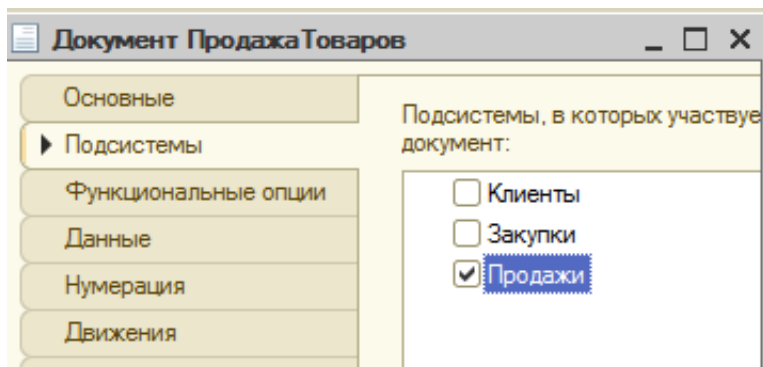 Документ ПродажаТоваров
Основные
Подсистемы
Функциональные опции
Данные
Нумерация
Движения
Подсистемы, в которых участвуе
документ:
Клиенты
Закупки
Продажи